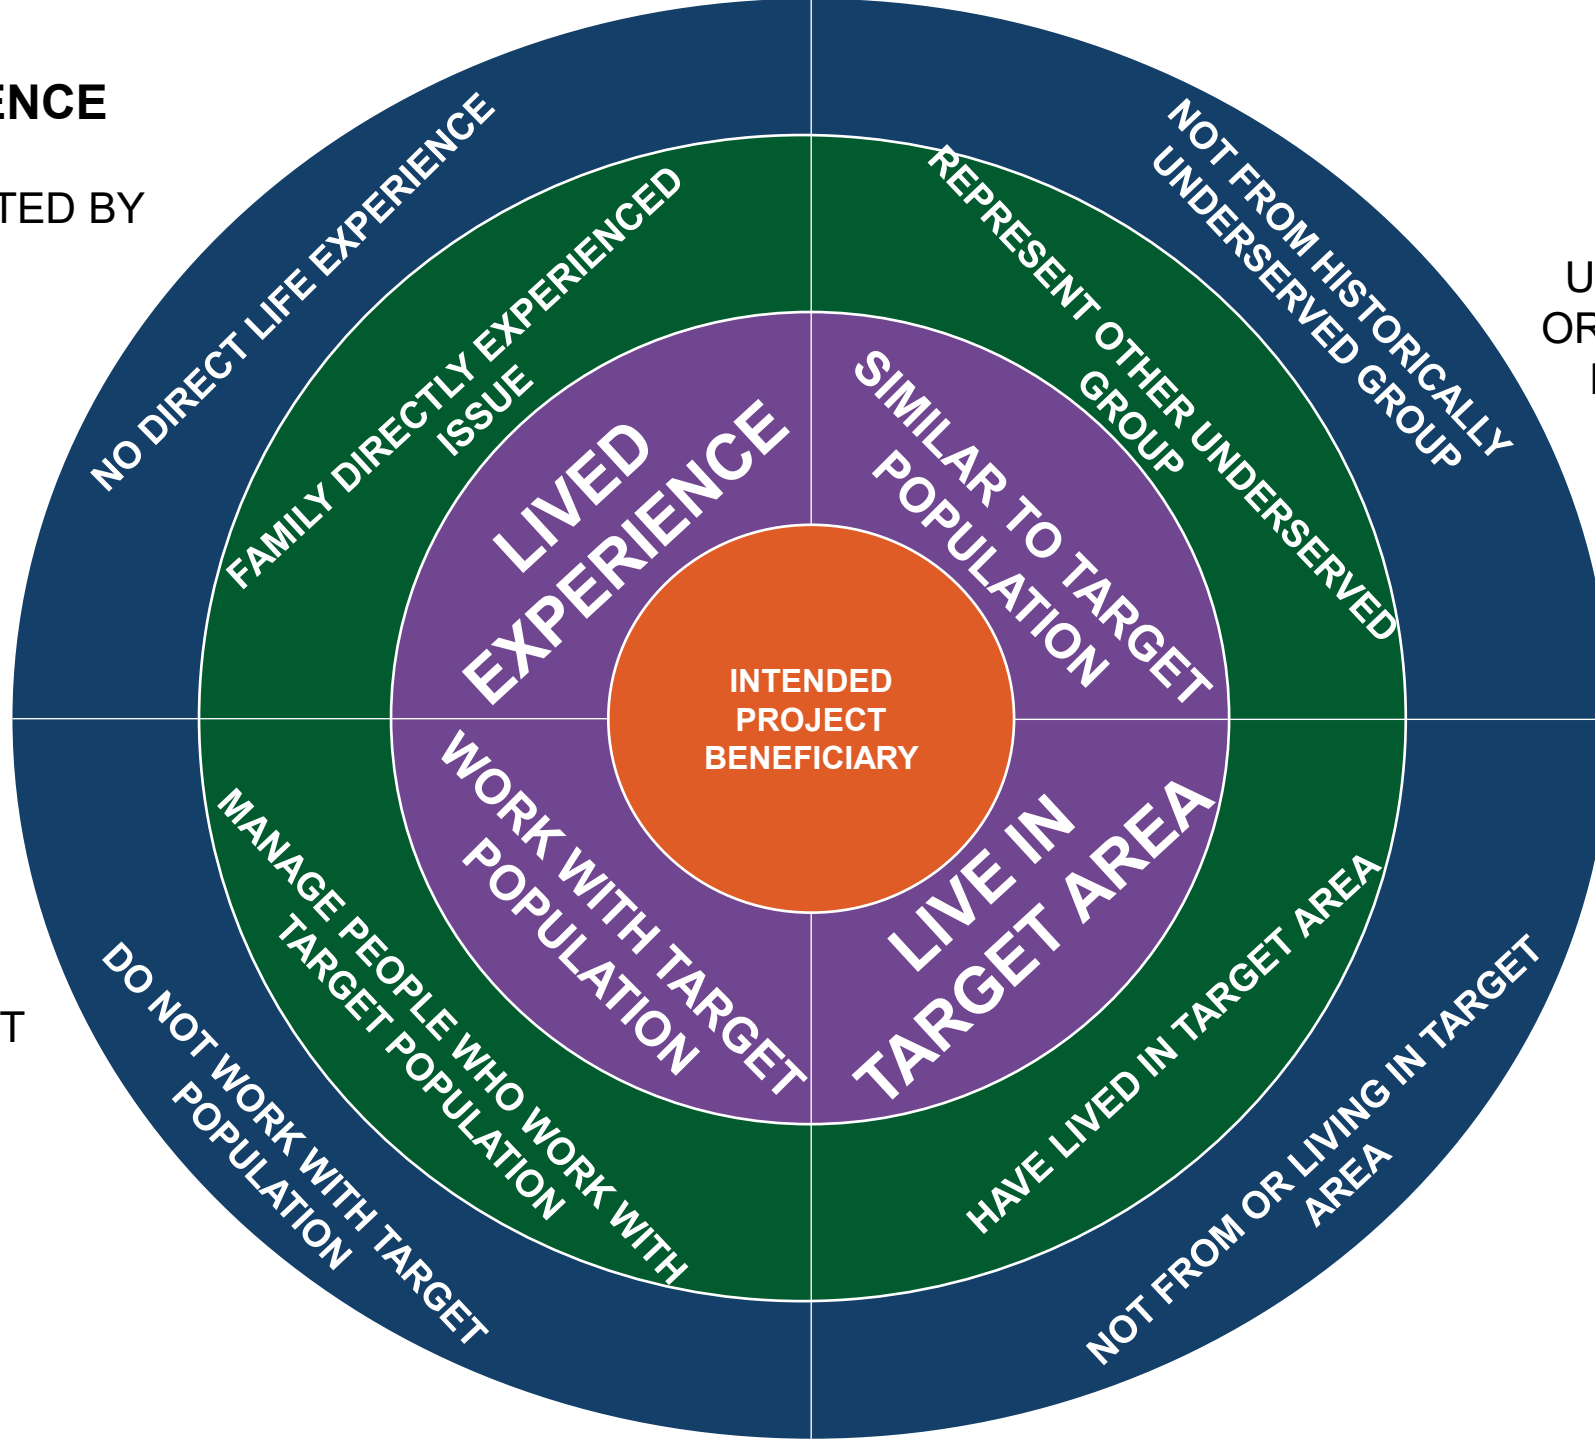 TED BY
NO DIRECT LIFE EXPERIENCE
FAMILY DIRECTLY EXPERIENCED
ISSUE
LIVED
EXPERIENCE
NOT FROM HISTORICALLY
UNDERSERVED GROUP
REPRESENT OTHER UNDERSERVED
GROUP
SIMILAR TO TARGET
POPULATION
INTENDED
PROJECT
BENEFICIARY
WORK WITH TARGET
POPULATION
MANAGE PEOPLE WHO WORK WITH
TARGET POPULATION
DO NOT WORK WITH TARGET
POPULATION
LIVE IN
TARGET AREA
HAVE LIVED IN TARGET AREA
NOT FROM OR LIVING IN TARGET
AREA